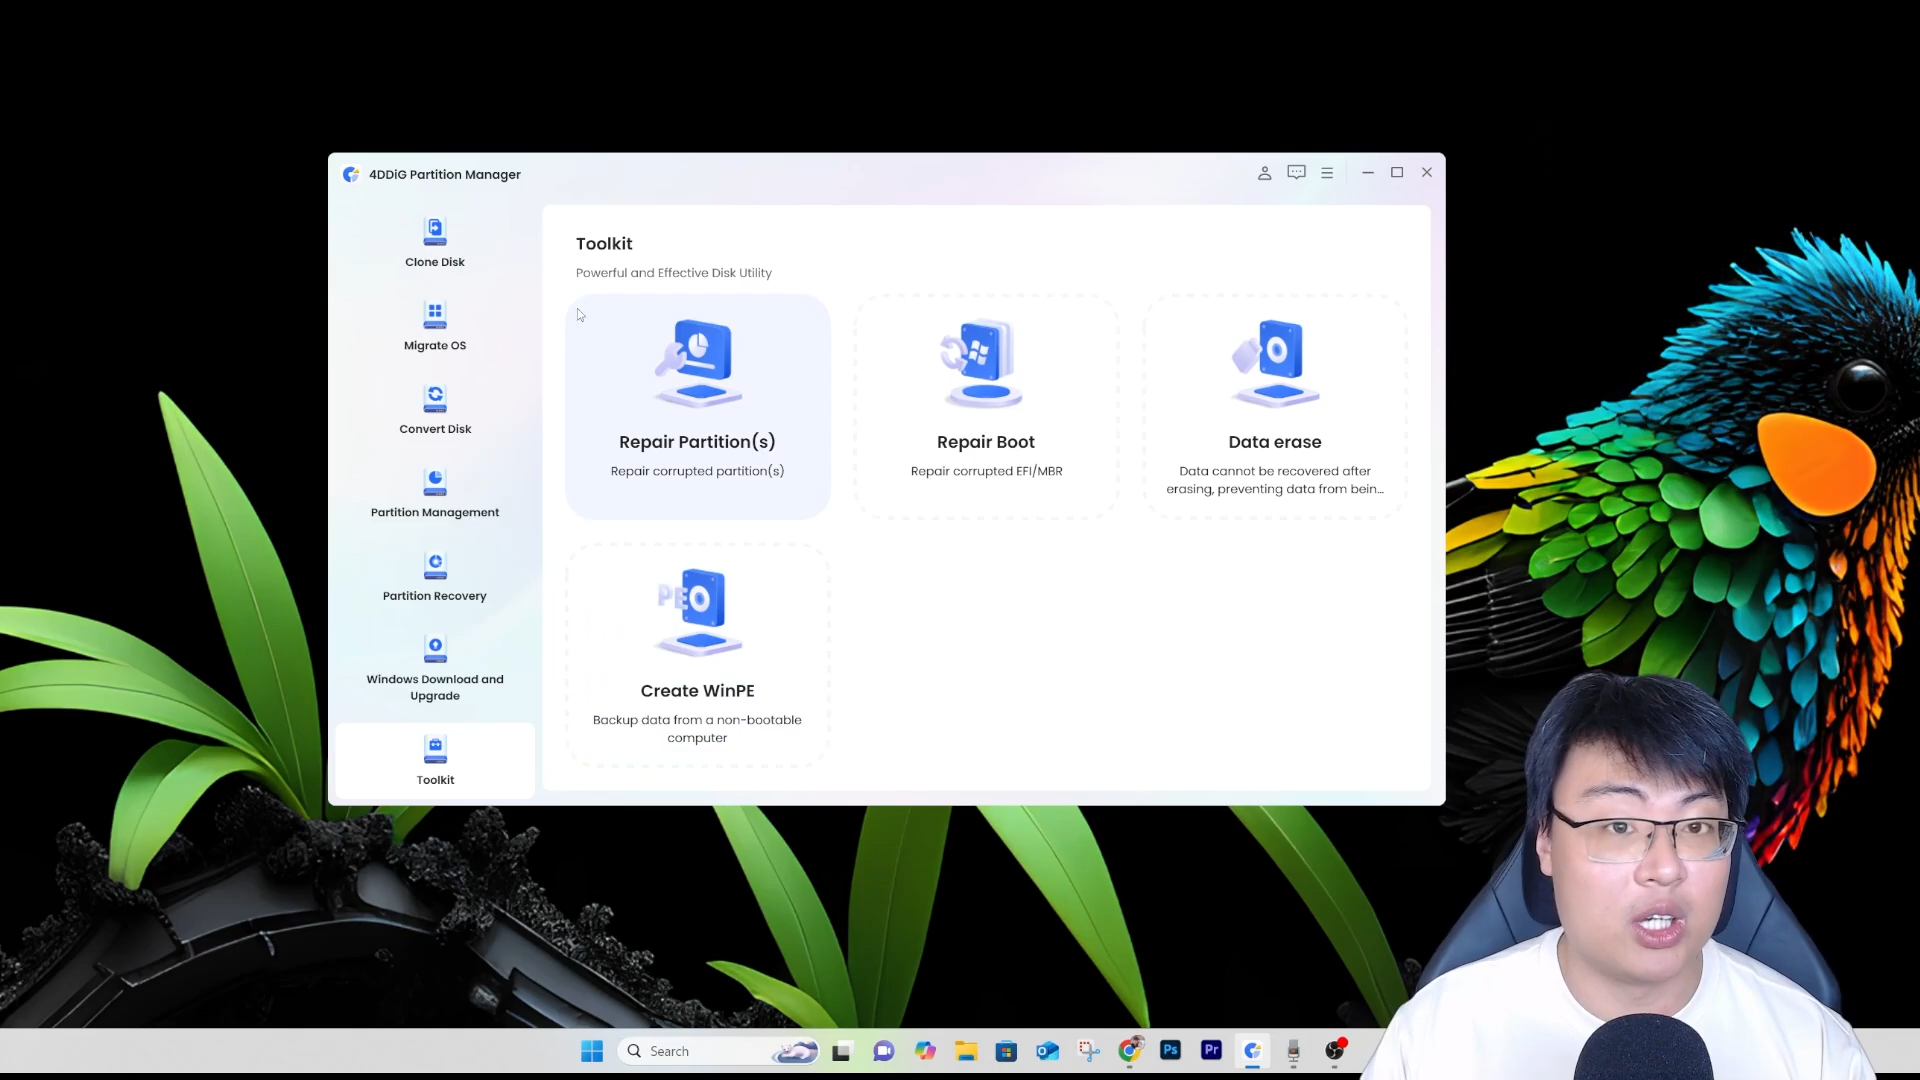 4DDiG Partition Manager
Clone Disk
Migrate OS
Convert Disk
Partition Management
Partition Recovery
Windows Download and
Upgrade
Toolkit
Toolkit
Powerful and Effective Disk Utility
Repair Partition(s)
Repair corrupted partition(s)
Repair Boot
Repair corrupted EFI/MBR
Data erase
Data cannot be recovered after
erasing, preventing data from bein...
PE
Create WinPE
Backup data from a non-bootable
computer
Search
Ps
Pr